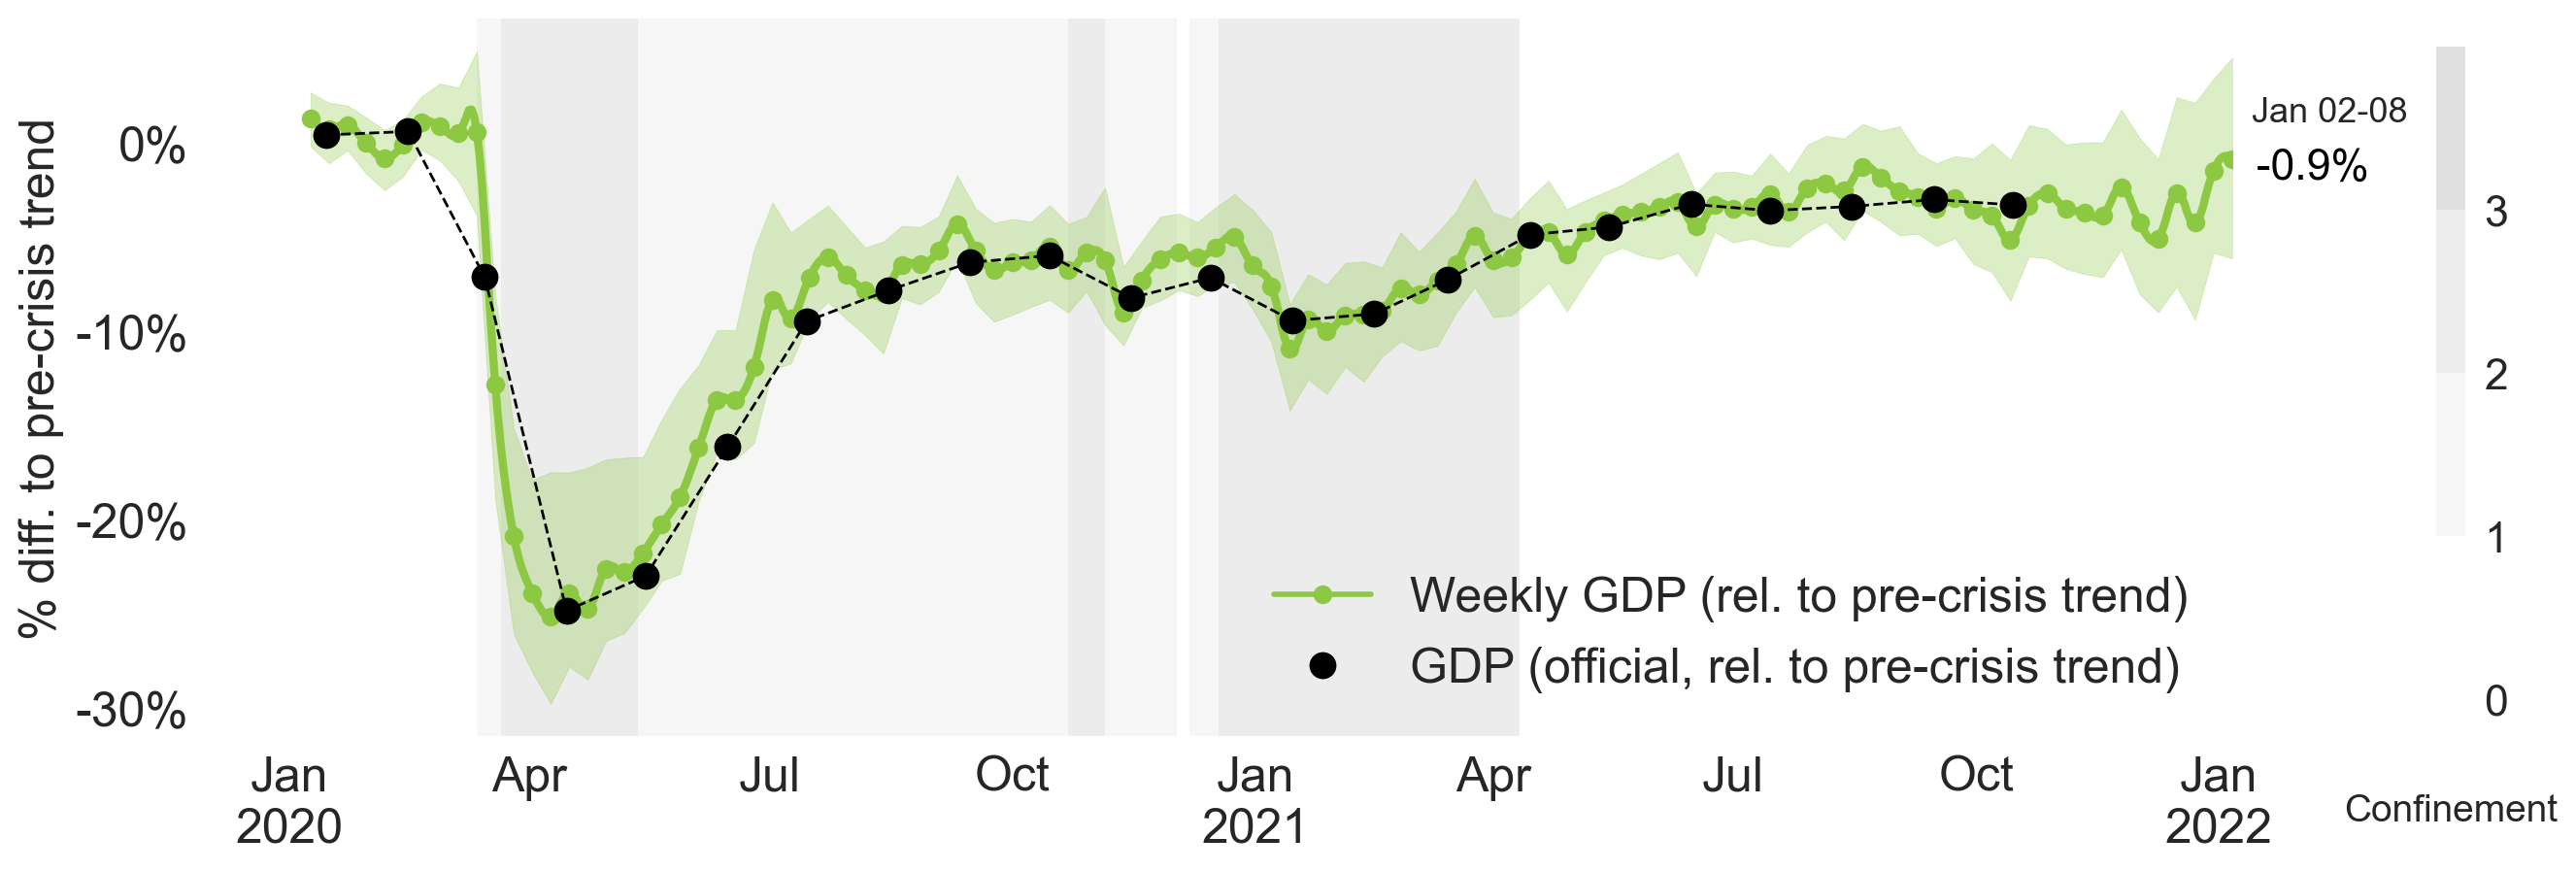 % diff. to pre-crisis trend
0%
-10%
-20%
-30%
Jan 02-08
-0.9%
Weekly GDP (rel. to pre-crisis trend)
GDP (official, rel. to pre-crisis trend)
Jan Apr Jul Oct Jan Apr Jul Oct Jan
2020 2021 2022
3
2
1
0
Confinement